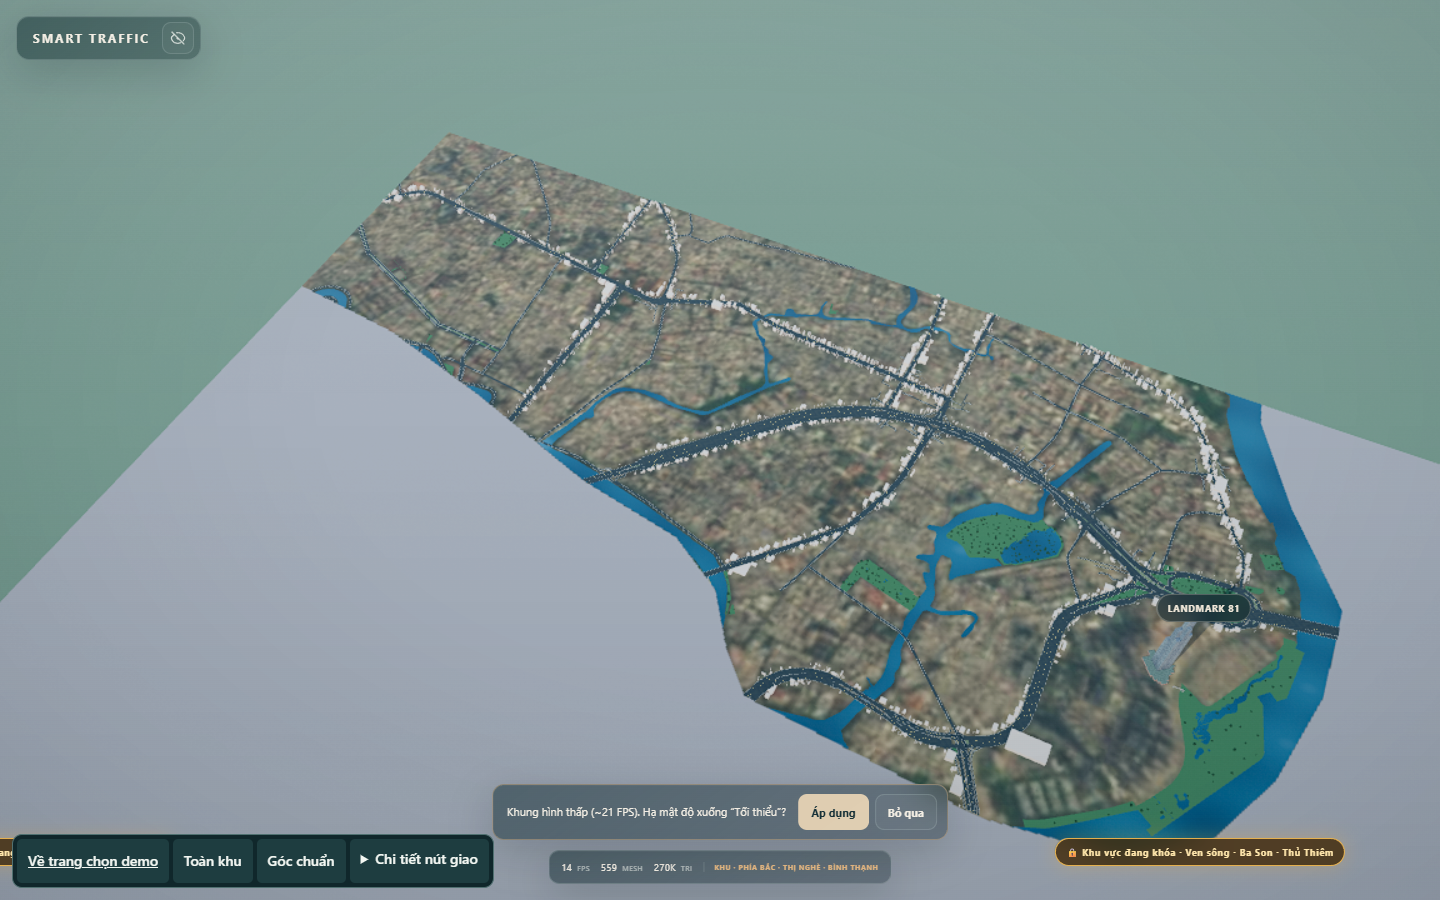 SMART TRAFFIC
LANDMARK 81
Khung hình thấp (~21 FPS). Hạ mật độ xuống "Tối thiểu"?
Áp dụng
Bỏ qua
Về trang chọn demo
Toàn khu
Góc chuẩn
▶ Chi tiết nút giao
14 FPS 559 MESH 270K TRI
KHU · PHÍA BẮC · THỊ NGHÈ · BÌNH THẠNH
Khu vực đang khóa · Ven sông · Ba Son · Thủ Thiêm